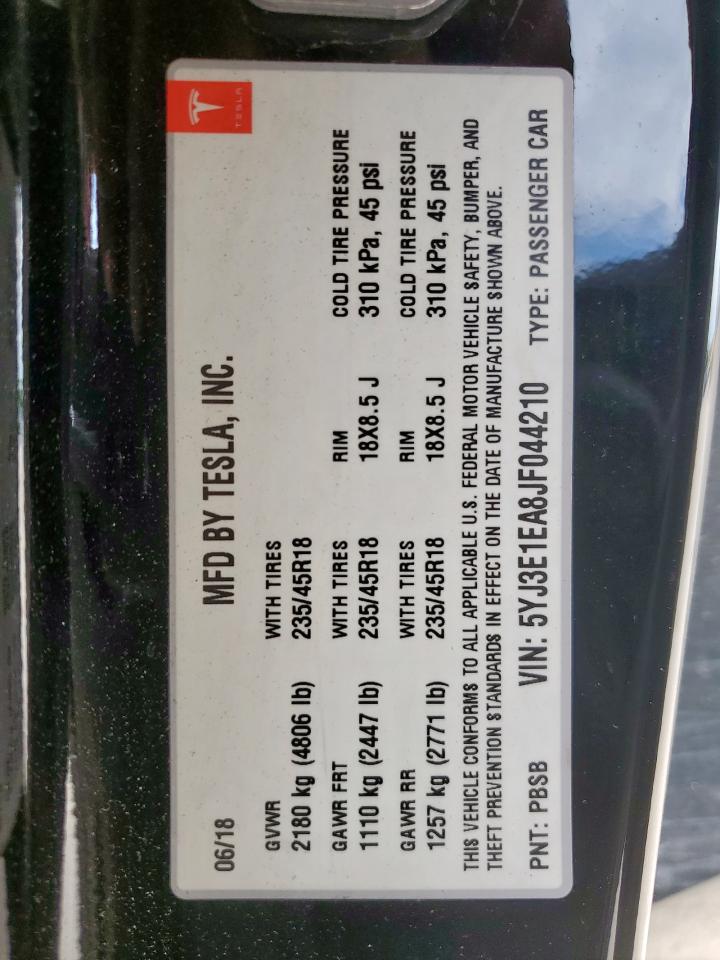 TESLA
06/18 MFD BY TESLA, INC.
GVWR WITH TIRES
2180 kg (4806 lb) 235/45R18
GAWR FRT WITH TIRES RIM COLD TIRE PRESSURE
1110 kg (2447 lb) 235/45R18 18X8.5 J 310 kPa, 45 psi
GAWR RR WITH TIRES RIM COLD TIRE PRESSURE
1257 kg (2771 lb) 235/45R18 18X8.5 J 310 kPa, 45 psi
THIS VEHICLE CONFORMS TO ALL APPLICABLE U.S. FEDERAL MOTOR VEHICLE SAFETY, BUMPER, AND
THEFT PREVENTION STANDARDS IN EFFECT ON THE DATE OF MANUFACTURE SHOWN ABOVE.
PNT: PBSB VIN: 5YJ3E1EA8JF044210 TYPE: PASSENGER CAR